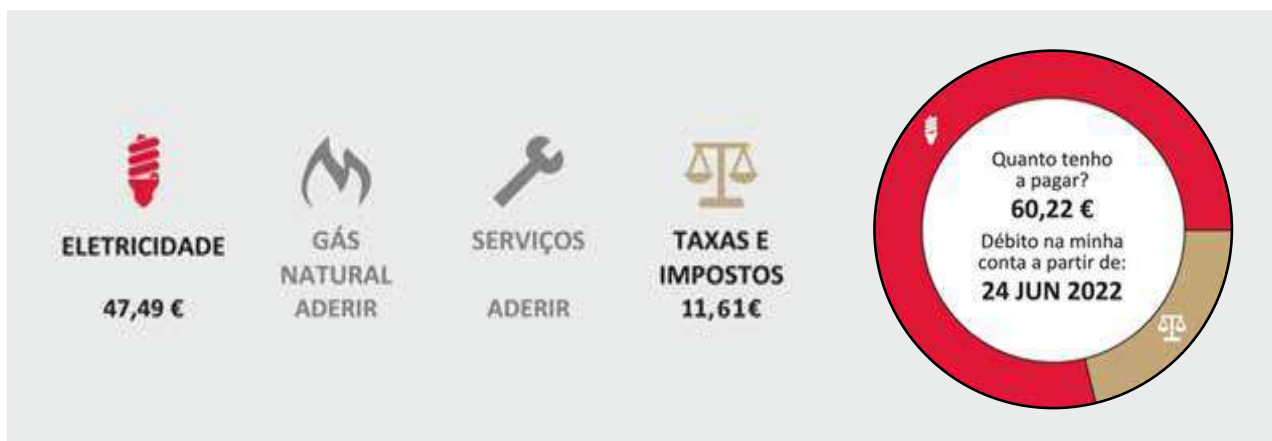 ELETRICIDADE
47,49 €
GÁS
NATURAL
ADERIR
SERVIÇOS
ADERIR
TAXAS E
IMPOSTOS
11,61€
Quanto tenho
a pagar?
60,22 €
Débito na minha
conta a partir de:
24 JUN 2022